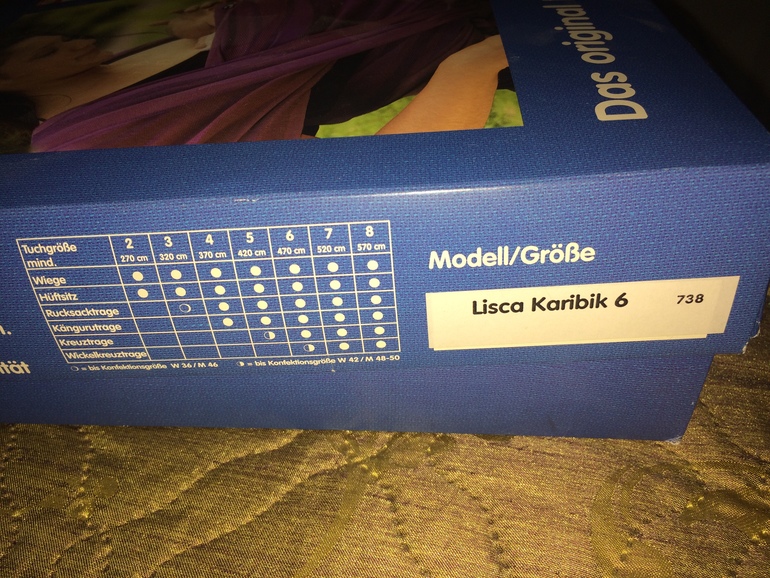 Das original
Tuchgröße 2 3 4 5 6 7 8
mind. 270 cm 320 cm 370 cm 420 cm 470 cm 520 cm 570 cm
Wiege ● ● ● ● ● ● ●
Hüftsitz ● ● ● ● ● ● ●
Rucksacktrage ○ ● ● ● ● ●
Kängurutrage ● ● ● ● ●
Kreuztrage ◑ ● ● ●
Wickelkreuztrage ◑ ● ●
○ = bis Konfektionsgröße W 36 / M 46 ◑ = bis Konfektionsgröße W 42 / M 48-50
Modell/Größe
Lisca Karibik 6 738